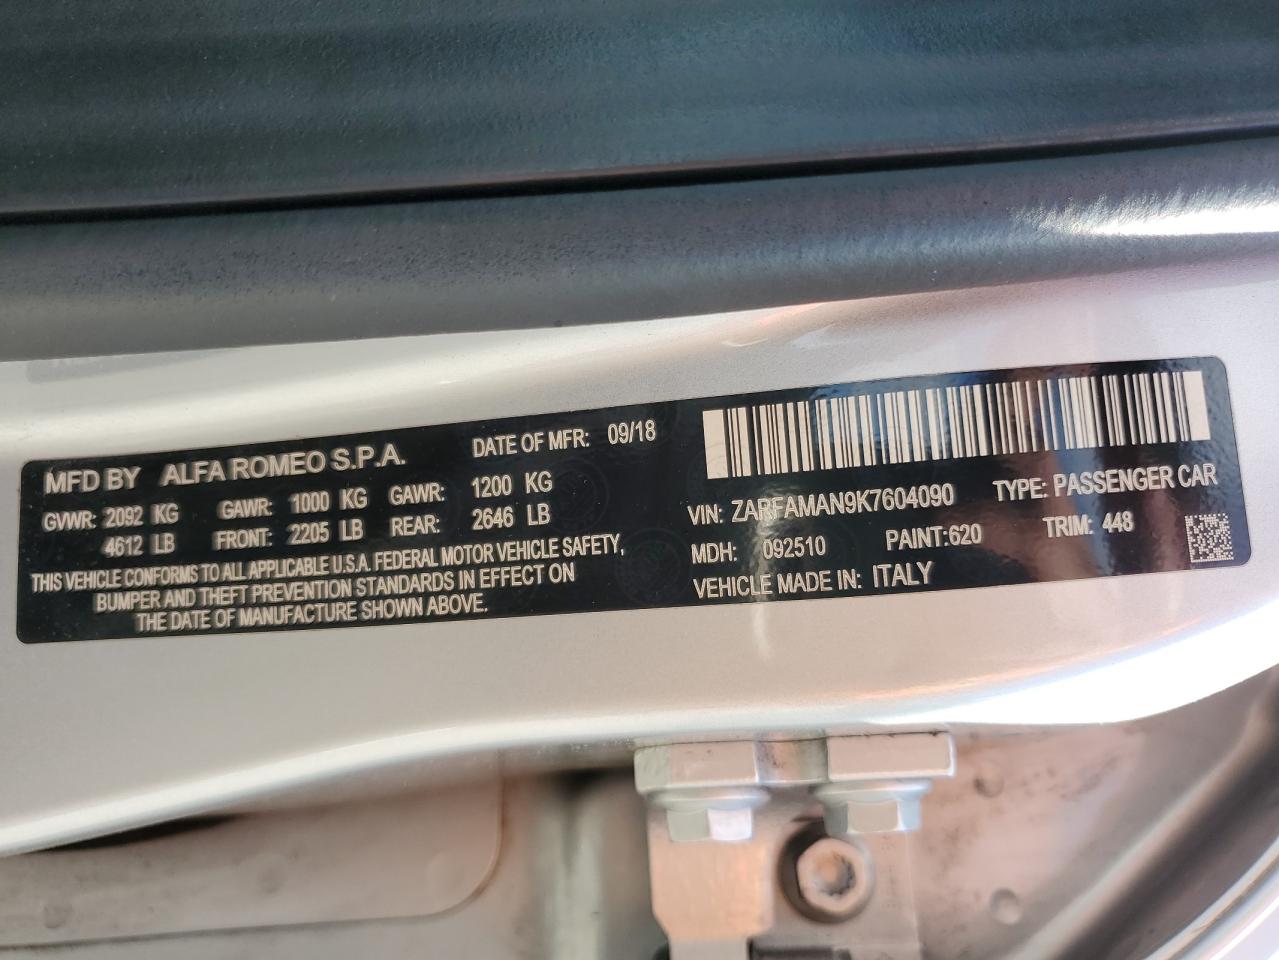 MFD BY ALFA ROMEO S.P.A. DATE OF MFR: 09/18
GVWR: 2092 KG GAWR: 1000 KG GAWR: 1200 KG
4612 LB FRONT: 2205 LB REAR: 2646 LB
THIS VEHICLE CONFORMS TO ALL APPLICABLE U.S.A. FEDERAL MOTOR VEHICLE SAFETY,
BUMPER AND THEFT PREVENTION STANDARDS IN EFFECT ON
THE DATE OF MANUFACTURE SHOWN ABOVE.
VIN: ZARFAMAN9K7604090 TYPE: PASSENGER CAR
MDH: 092510 PAINT:620 TRIM: 448
VEHICLE MADE IN: ITALY